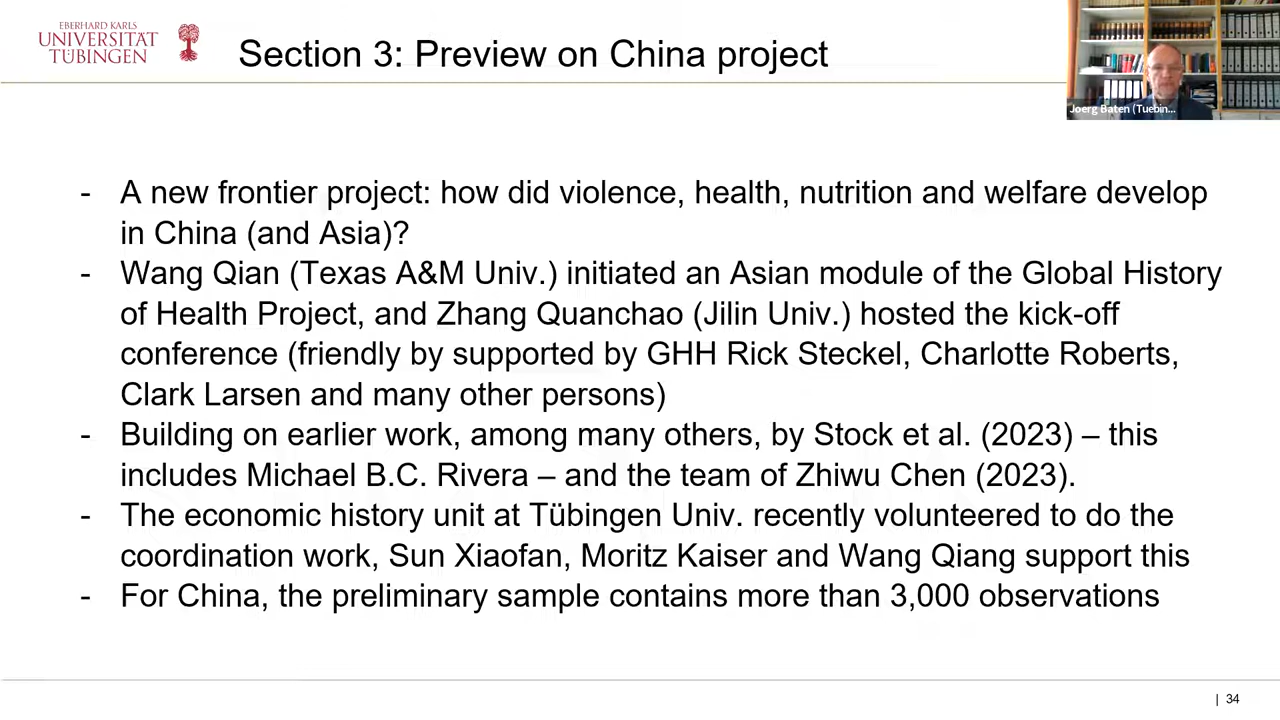 EBERHARD KARLS
UNIVERSITÄT
TÜBINGEN
Section 3: Preview on China project
Joerg Baten (Tuebin...
- A new frontier project: how did violence, health, nutrition and welfare develop
in China (and Asia)?
- Wang Qian (Texas A&M Univ.) initiated an Asian module of the Global History
of Health Project, and Zhang Quanchao (Jilin Univ.) hosted the kick-off
conference (friendly by supported by GHH Rick Steckel, Charlotte Roberts,
Clark Larsen and many other persons)
- Building on earlier work, among many others, by Stock et al. (2023) – this
includes Michael B.C. Rivera – and the team of Zhiwu Chen (2023).
- The economic history unit at Tübingen Univ. recently volunteered to do the
coordination work, Sun Xiaofan, Moritz Kaiser and Wang Qiang support this
- For China, the preliminary sample contains more than 3,000 observations
| 34